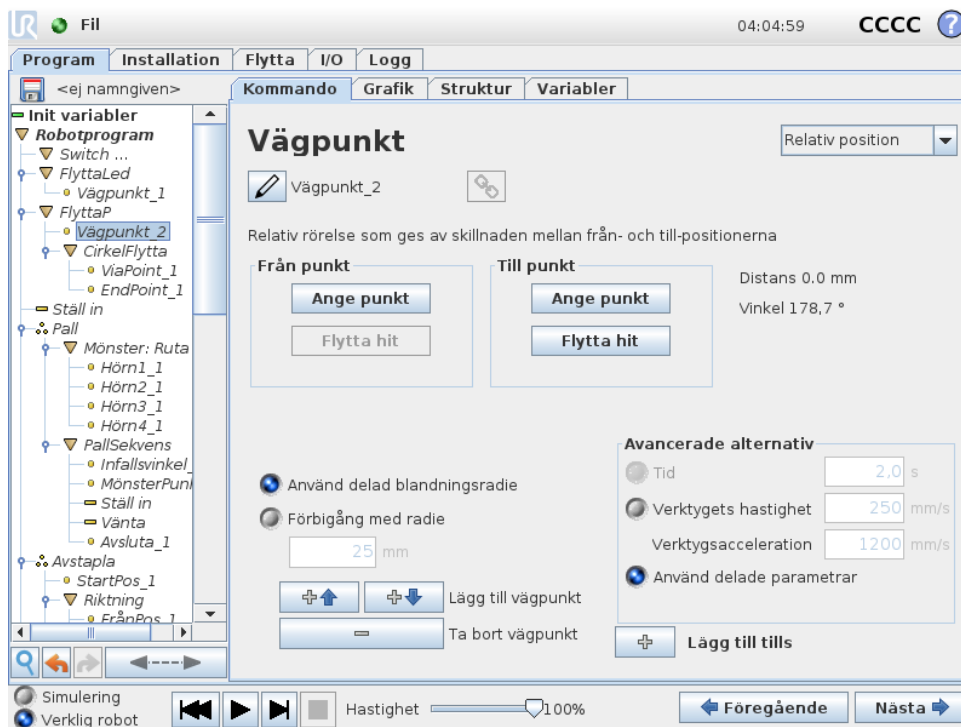 UR Fil 04:04:59 CCCC ?
Program Installation Flytta I/O Logg
<ej namngiven> Kommando Grafik Struktur Variabler
Init variabler
Robotprogram
Switch ...
FlyttaLed
Vägpunkt_1
FlyttaP
Vägpunkt_2
CirkelFlytta
ViaPoint_1
EndPoint_1
Ställ in
Pall
Mönster: Ruta
Hörn1_1
Hörn2_1
Hörn3_1
Hörn4_1
PallSekvens
Infallsvinkel_
MönsterPun
Ställ in
Vänta
Avsluta_1
Avstapla
StartPos_1
Riktning
FrånPos_1
Vägpunkt
Relativ position
Vägpunkt_2
Relativ rörelse som ges av skillnaden mellan från- och till-positionerna
Från punkt
Ange punkt
Flytta hit
Till punkt
Ange punkt
Flytta hit
Distans 0.0 mm
Vinkel 178,7 °
Använd delad blandningsradie
Förbigång med radie
25 mm
Lägg till vägpunkt
Ta bort vägpunkt
Avancerade alternativ
Tid 2,0 s
Verktygets hastighet 250 mm/s
Verktygsacceleration 1200 mm/s
Använd delade parametrar
Lägg till tills
Simulering
Verklig robot
Hastighet 100%
Föregående
Nästa